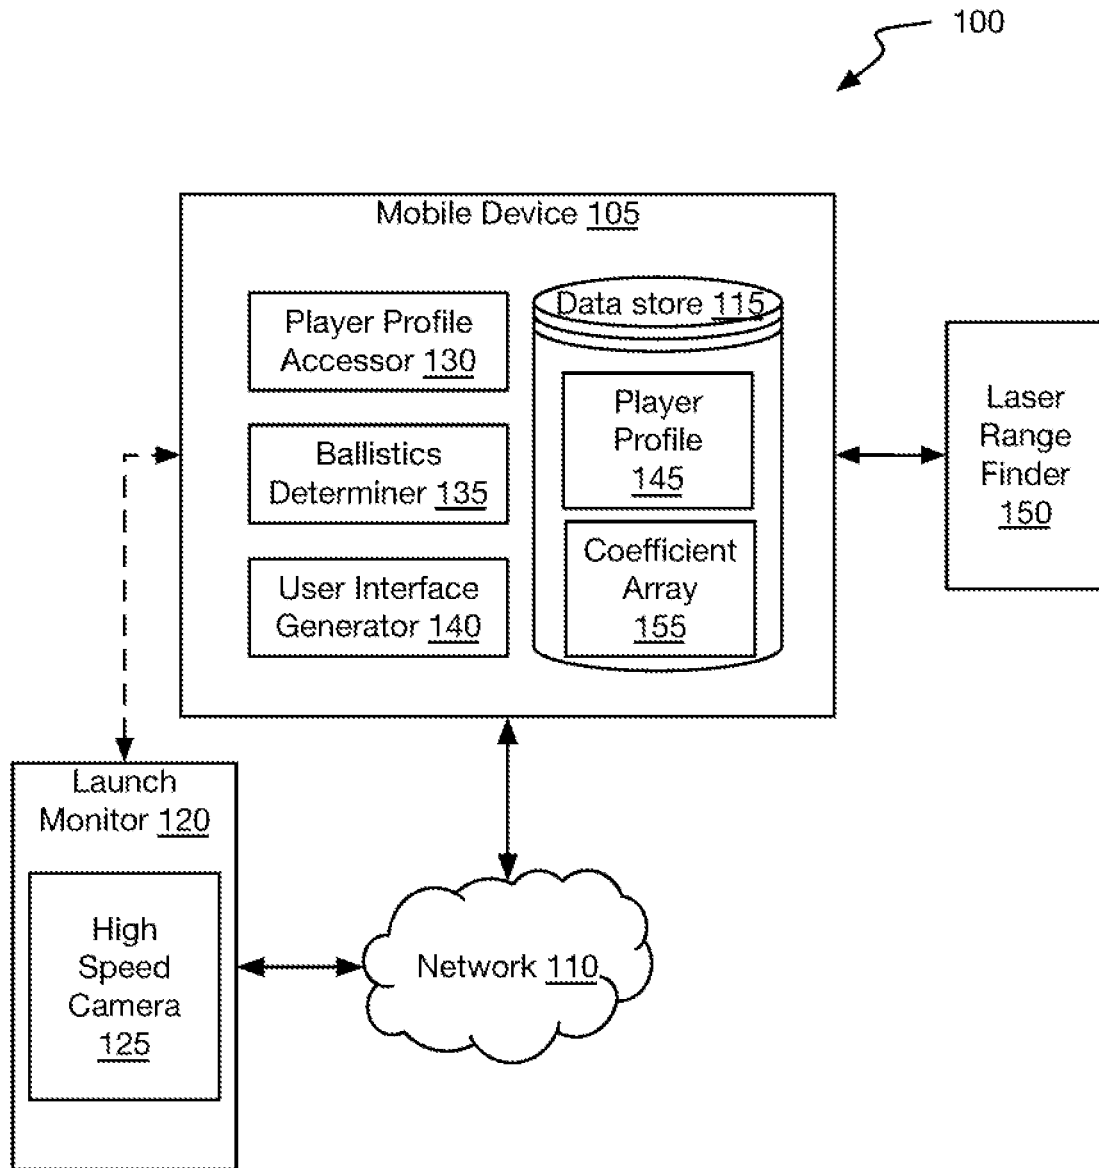 100
Mobile Device 105
Player Profile
Accessor 130
Ballistics
Determiner 135
User Interface
Generator 140
Data store 115
Player
Profile
145
Coefficient
Array
155
Laser
Range
Finder
150
Launch
Monitor 120
High
Speed
Camera
125
Network 110